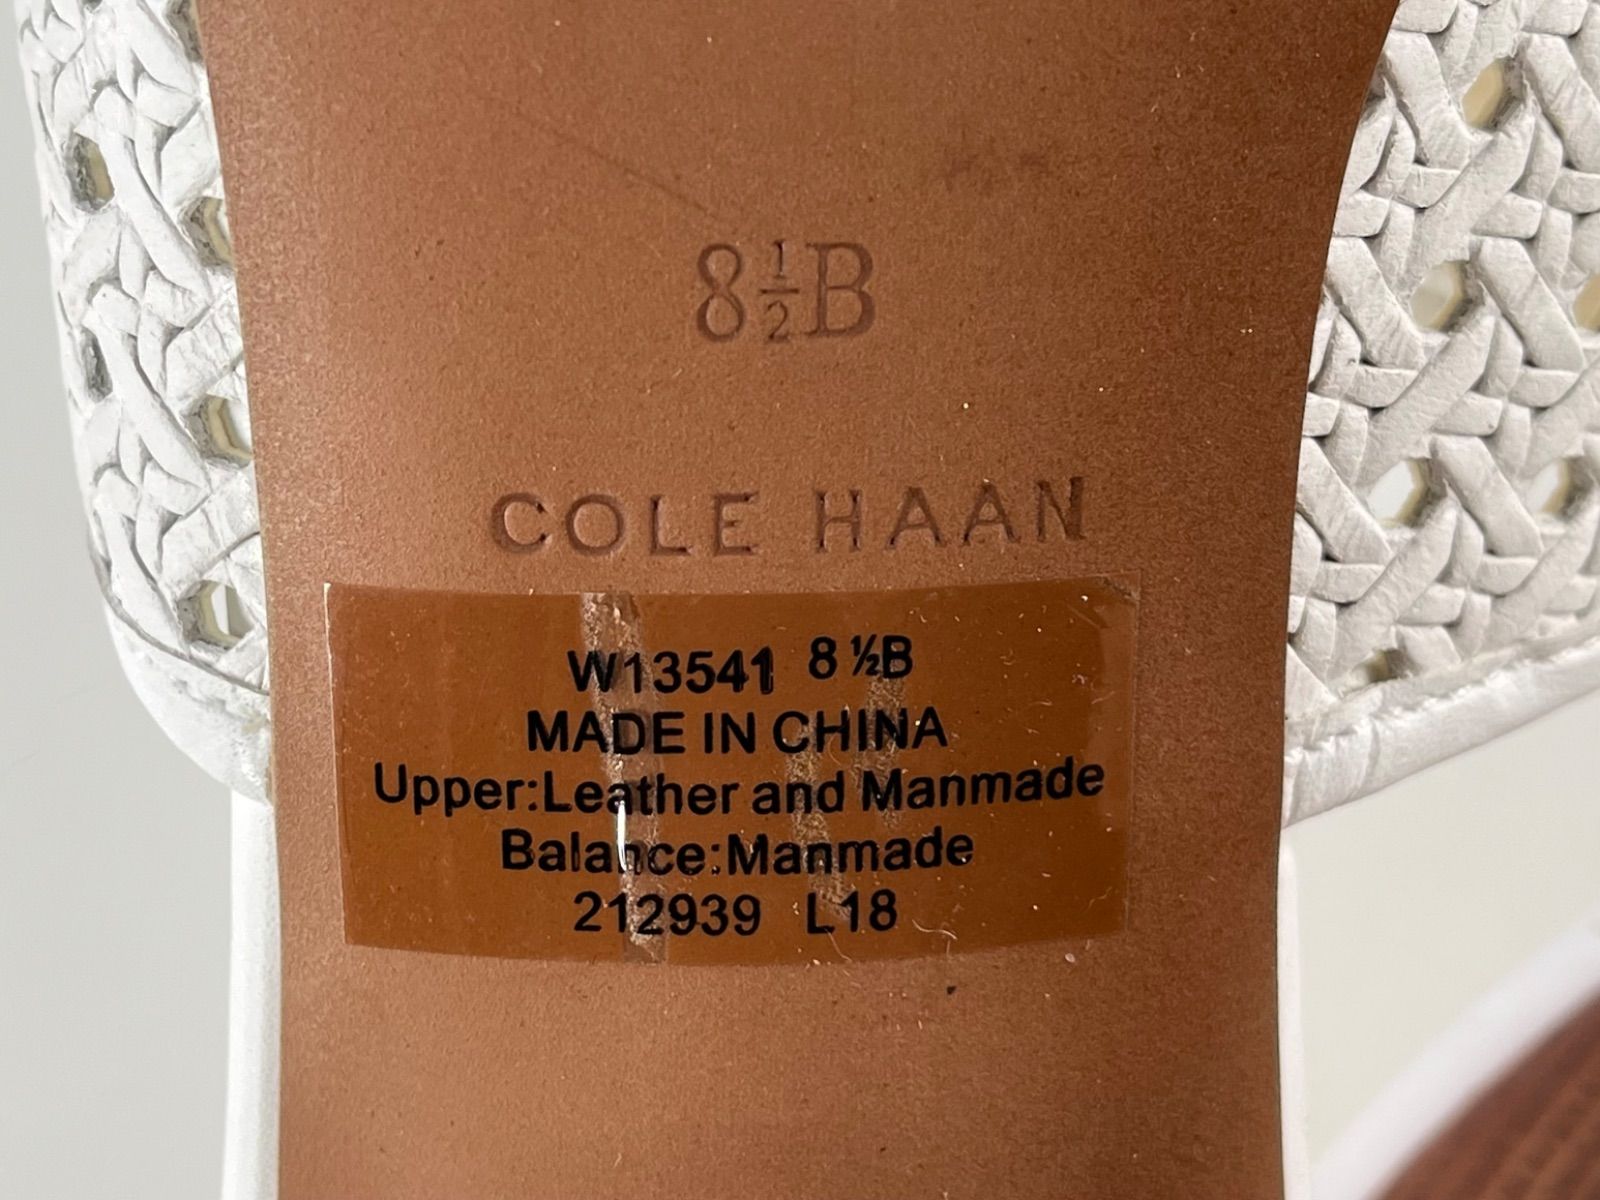 8½B
COLE HAAN
W13541 8 ½B
MADE IN CHINA
Upper:Leather and Manmade
Balance:Manmade
212939 L18